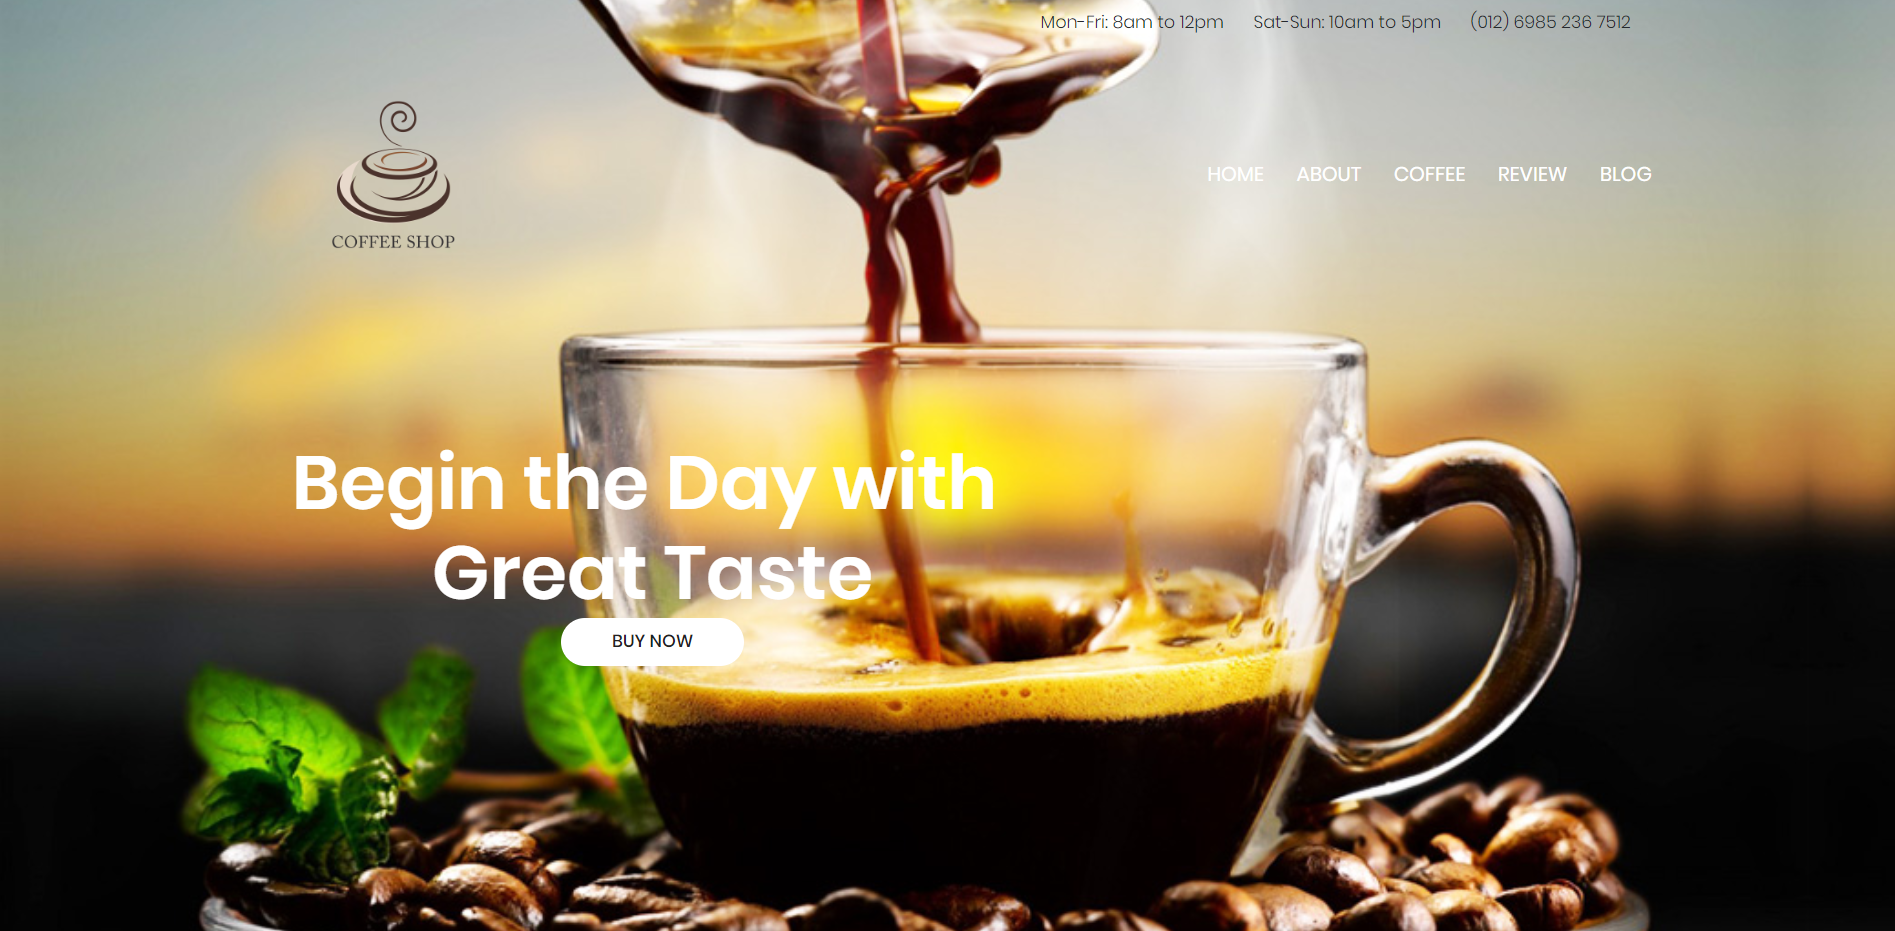 Mon-Fri: 8am to 12pm Sat-Sun: 10am to 5pm (012) 6985 236 7512
COFFEE SHOP
HOME ABOUT COFFEE REVIEW BLOG
Begin the Day with
Great Taste
BUY NOW